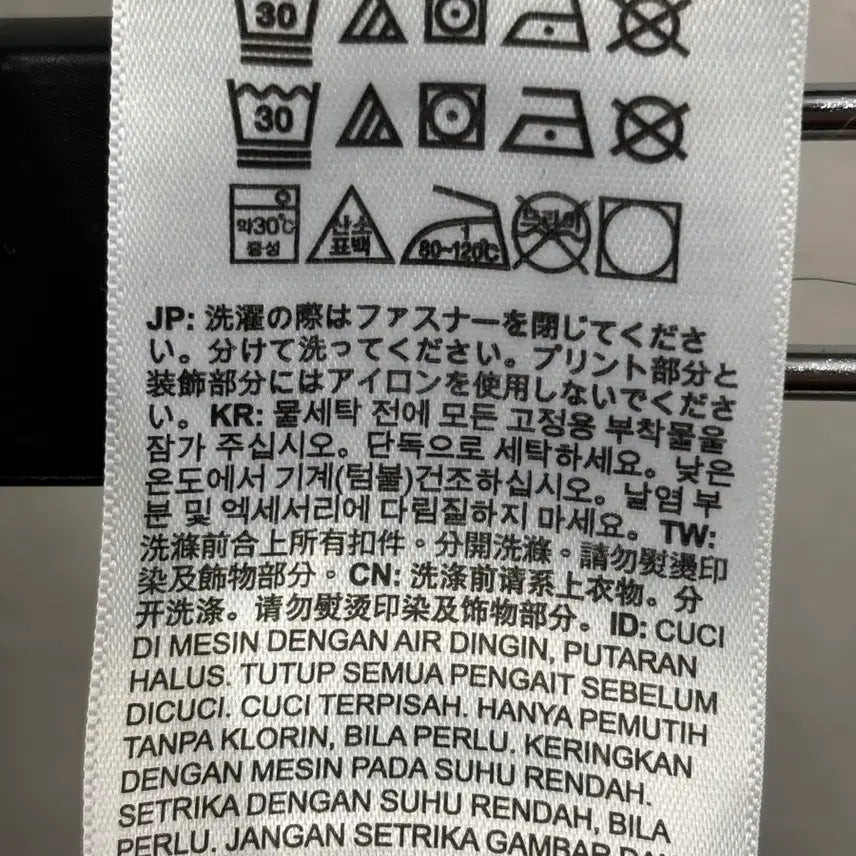 30
30
약30℃
중성
산소
표백
1
80~120℃
드라이
JP: 洗濯の際はファスナーを閉じてくださ
い。分けて洗ってください。プリント部分と
装飾部分にはアイロンを使用しないでくださ
い。KR: 물세탁 전에 모든 고정용 부착물을
잠가 주십시오. 단독으로 세탁하세요. 낮은
온도에서 기계(텀블)건조하십시오. 날염 부
분 및 엑세서리에 다림질하지 마세요. TW:
洗滌前合上所有扣件。分開洗滌。請勿熨燙印
染及飾物部分。CN: 洗涤前请系上衣物。分
开洗涤。请勿熨烫印染及饰物部分。ID: CUCI
DI MESIN DENGAN AIR DINGIN, PUTARAN
HALUS. TUTUP SEMUA PENGAIT SEBELUM
DICUCI. CUCI TERPISAH. HANYA PEMUTIH
TANPA KLORIN, BILA PERLU. KERINGKAN
DENGAN MESIN PADA SUHU RENDAH.
SETRIKA DENGAN SUHU RENDAH, BILA
PERLU. JANGAN SETRIKA GAMBAR DAN